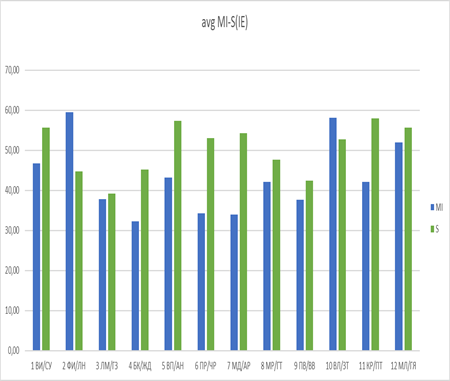 avg MI-S(IE)
70,00
60,00
50,00
40,00
30,00
20,00
10,00
0,00
1 ВИ/СУ 2 ФИ/ЛН 3 ЛМ/ТЗ 4 БК/ЖД 5 ВП/АН 6 ПР/ЧР 7 МД/АР 8 МР/ГТ 9 ПВ/ВВ 10 ВЛ/ЗТ 11 КР/ПТ 12 МЛ/ГЯ
MI
S